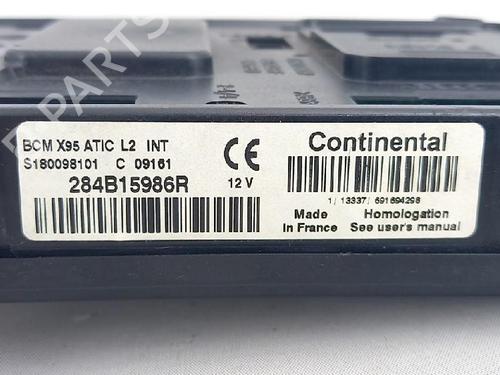 BCM X95 ATIC L2 INT
S180098101 C 09161
284B15986R
12 V
CE
Continental
1/ 13337/ 691694298
Made
in France
Homologation
See user's manual
B-PARTS